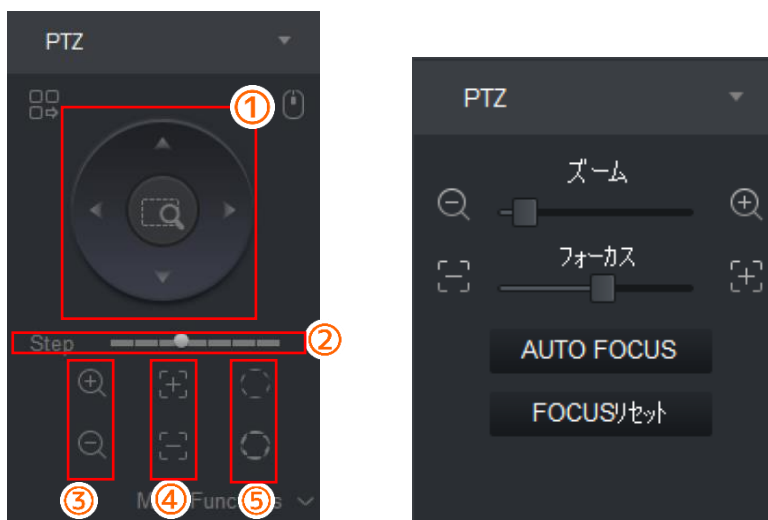 PTZ
①
Step
②
③
④
⑤
PTZ
ズーム
フォーカス
AUTO FOCUS
FOCUSリセット